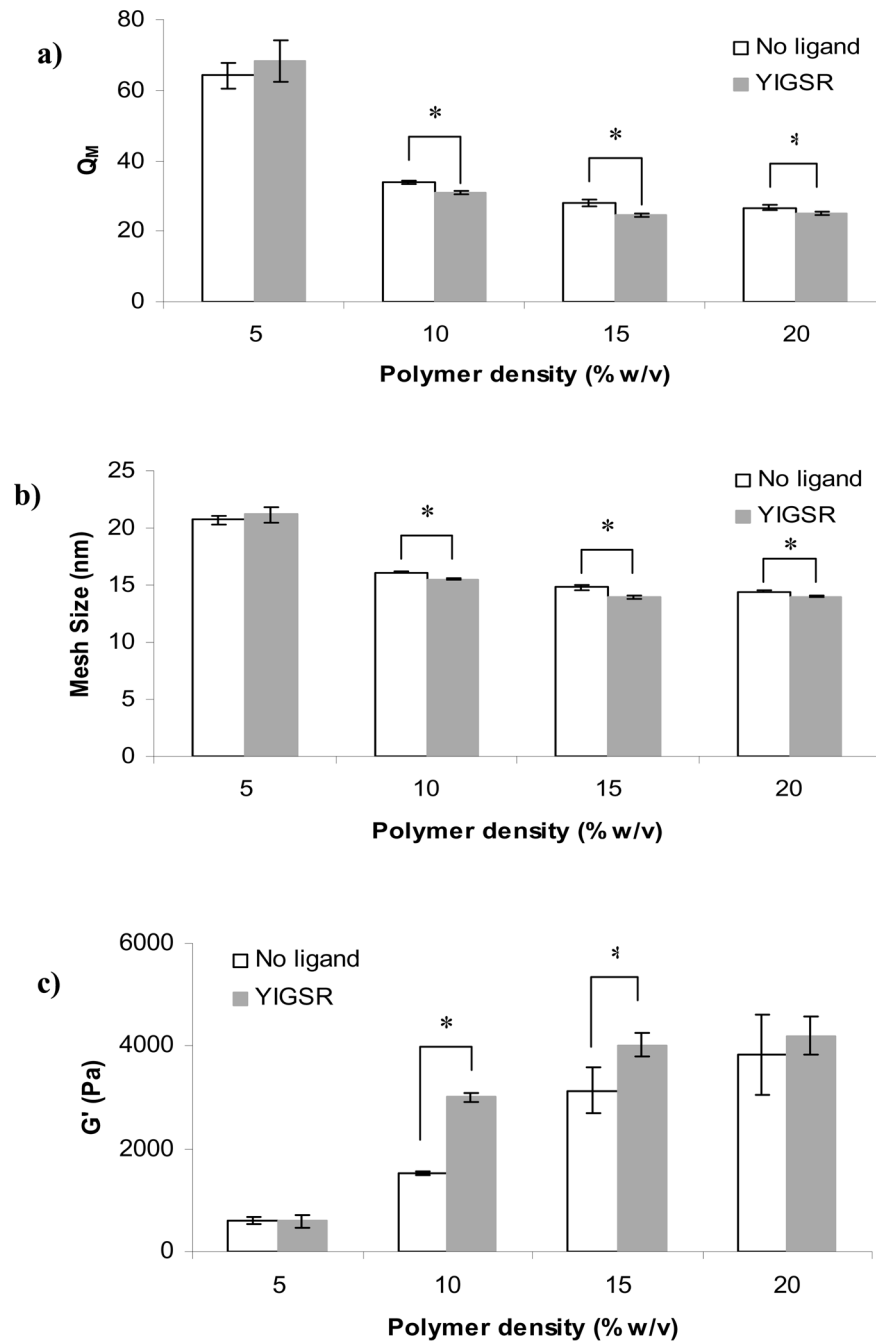 a)
80
60
40
20
0
Q_M
No ligand
YIGSR
*
*
*
5 10 15 20
Polymer density (% w/v)
b)
25
20
15
10
5
0
Mesh Size (nm)
No ligand
YIGSR
*
*
*
5 10 15 20
Polymer density (% w/v)
c)
6000
4000
2000
0
G' (Pa)
No ligand
YIGSR
*
*
5 10 15 20
Polymer density (% w/v)